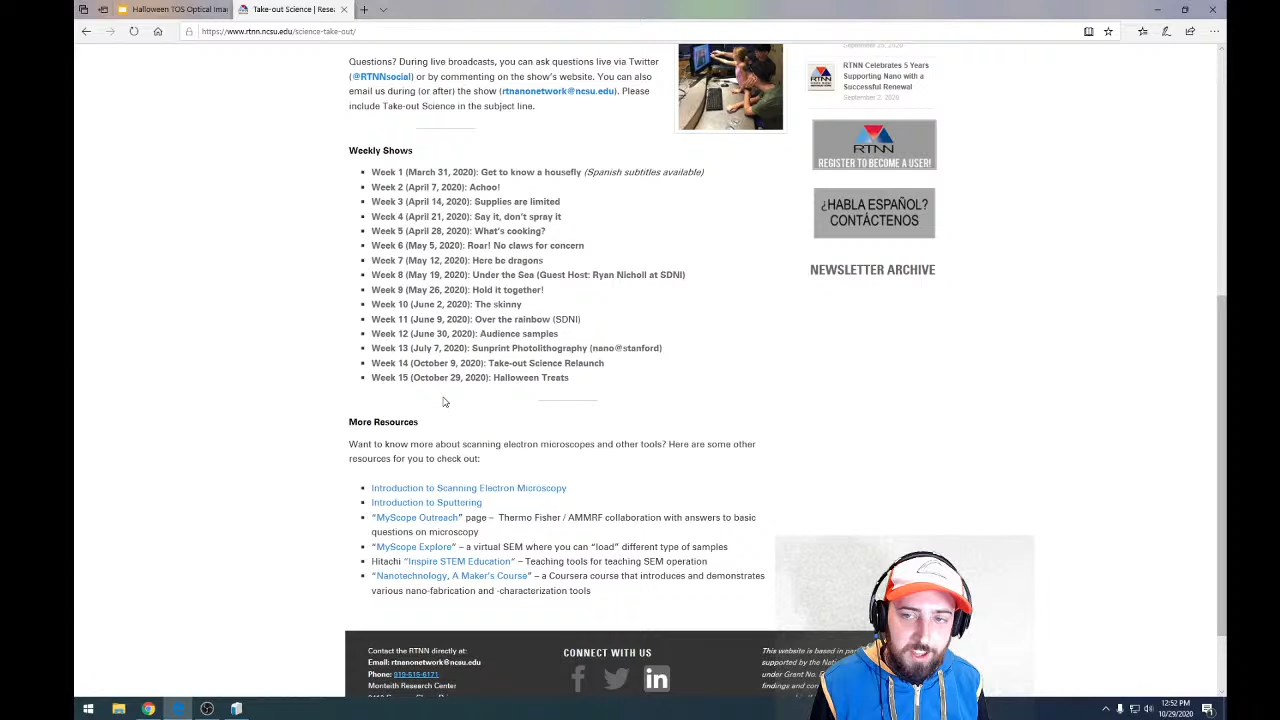 Halloween TOS Optical Imag
Take-out Science | Resea
https://www.rtnn.ncsu.edu/science-take-out/
Questions? During live broadcasts, you can ask questions live via Twitter
(@RTNNsocial) or by commenting on the show's website. You can also
email us during (or after) the show (rtnanonetwork@ncsu.edu). Please
include Take-out Science in the subject line.
Weekly Shows
Week 1 (March 31, 2020): Get to know a housefly (Spanish subtitles available)
Week 2 (April 7, 2020): Achoo!
Week 3 (April 14, 2020): Supplies are limited
Week 4 (April 21, 2020): Say it, don't spray it
Week 5 (April 28, 2020): What's cooking?
Week 6 (May 5, 2020): Roar! No claws for concern
Week 7 (May 12, 2020): Here be dragons
Week 8 (May 19, 2020): Under the Sea (Guest Host: Ryan Nicholl at SDNI)
Week 9 (May 26, 2020): Hold it together!
Week 10 (June 2, 2020): The skinny
Week 11 (June 9, 2020): Over the rainbow (SDNI)
Week 12 (June 30, 2020): Audience samples
Week 13 (July 7, 2020): Sunprint Photolithography (nano@stanford)
Week 14 (October 9, 2020): Take-out Science Relaunch
Week 15 (October 29, 2020): Halloween Treats
More Resources
Want to know more about scanning electron microscopes and other tools? Here are some other
resources for you to check out:
Introduction to Scanning Electron Microscopy
Introduction to Sputtering
"MyScope Outreach" page – Thermo Fisher / AMMRF collaboration with answers to basic
questions on microscopy
"MyScope Explore" – a virtual SEM where you can "load" different type of samples
Hitachi "Inspire STEM Education" – Teaching tools for teaching SEM operation
"Nanotechnology, A Maker's Course" – a Coursera course that introduces and demonstrates
various nano-fabrication and -characterization tools
RTNN Celebrates 5 Years
Supporting Nano with a
Successful Renewal
September 2, 2020
RTNN
REGISTER TO BECOME A USER!
¿HABLA ESPAÑOL?
CONTÁCTENOS
NEWSLETTER ARCHIVE
Contact the RTNN directly at:
Email: rtnanonetwork@ncsu.edu
Phone: 919-515-6171
Monteith Research Center
CONNECT WITH US
This website is based in
supported by the
under Grant No.
findings and
12:52 PM
10/29/2020